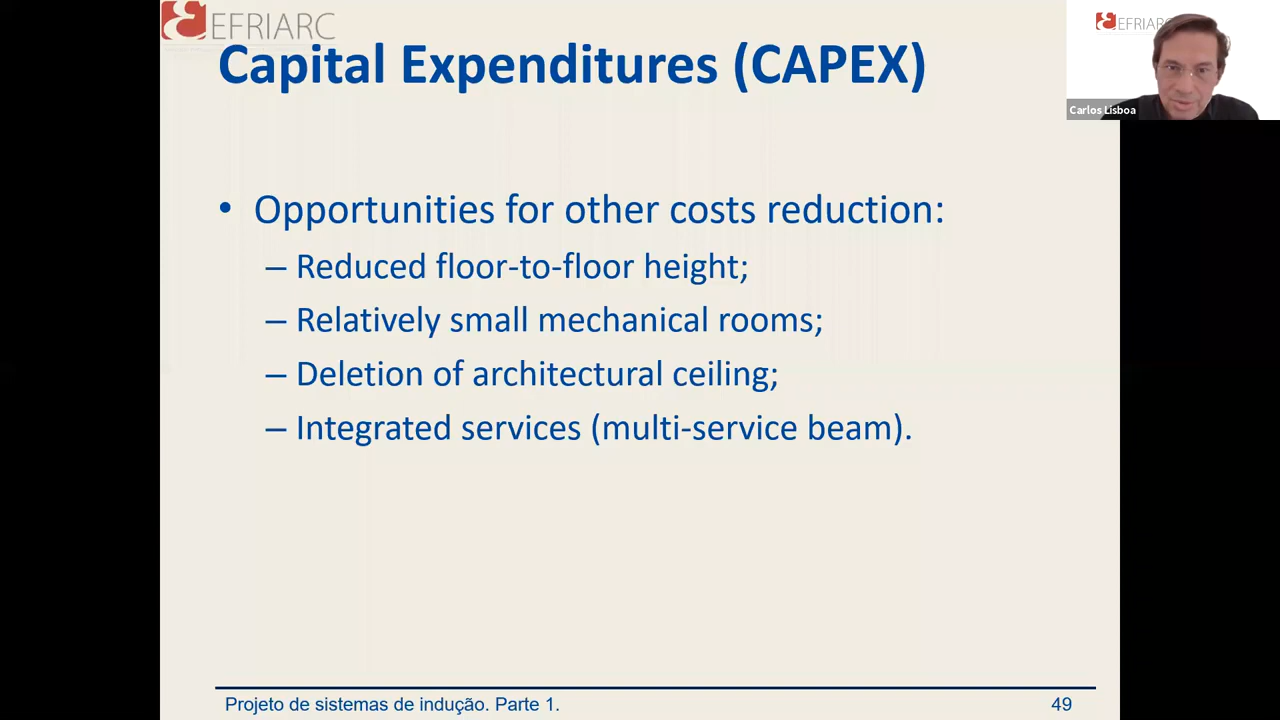 EFRIARC
Capital Expenditures (CAPEX)
EFRIARC
Carlos Lisboa
• Opportunities for other costs reduction:
– Reduced floor-to-floor height;
– Relatively small mechanical rooms;
– Deletion of architectural ceiling;
– Integrated services (multi-service beam).
Projeto de sistemas de indução. Parte 1.
49